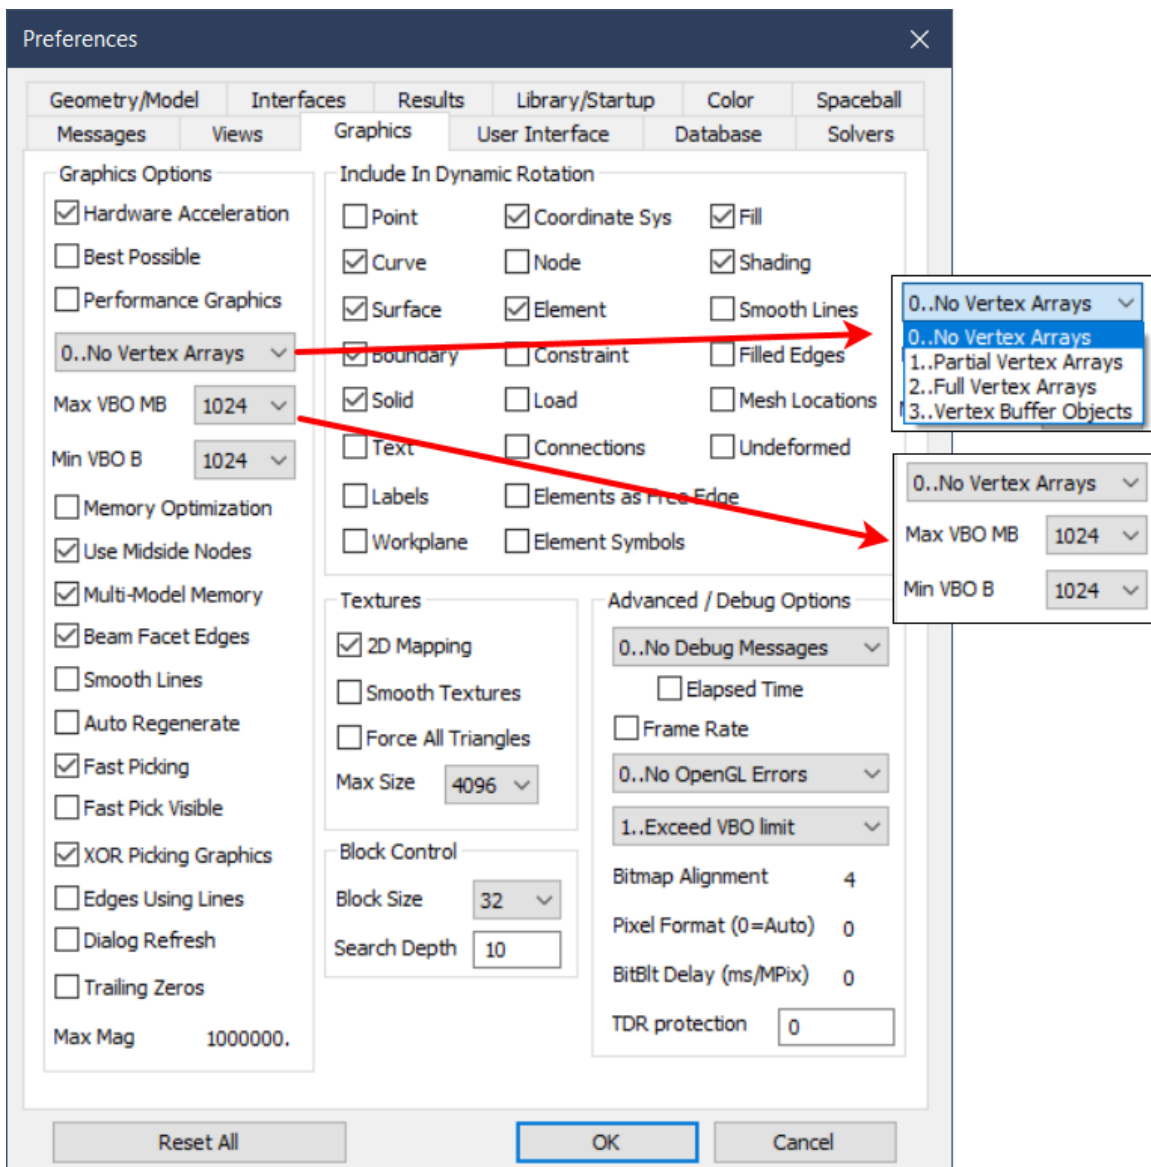 Preferences
Geometry/Model Interfaces Results Library/Startup Color Spaceball
Messages Views Graphics User Interface Database Solvers
Graphics Options
Hardware Acceleration
Best Possible
Performance Graphics
0..No Vertex Arrays
Max VBO MB 1024
Min VBO B 1024
Memory Optimization
Use Midside Nodes
Multi-Model Memory
Beam Facet Edges
Smooth Lines
Auto Regenerate
Fast Picking
Fast Pick Visible
XOR Picking Graphics
Edges Using Lines
Dialog Refresh
Trailing Zeros
Max Mag 1000000.
Include In Dynamic Rotation
Point Coordinate Sys Fill
Curve Node Shading
Surface Element Smooth Lines
Boundary Constraint Filled Edges
Solid Load Mesh Locations
Text Connections Undeformed
Labels Elements as Free Edge
Workplane Element Symbols
Textures
2D Mapping
Smooth Textures
Force All Triangles
Max Size 4096
Block Control
Block Size 32
Search Depth 10
Advanced / Debug Options
0..No Debug Messages
Elapsed Time
Frame Rate
0..No OpenGL Errors
1..Exceed VBO limit
Bitmap Alignment 4
Pixel Format (0=Auto) 0
BitBlt Delay (ms/MPix) 0
TDR protection 0
Reset All OK Cancel
0..No Vertex Arrays
0..No Vertex Arrays
1..Partial Vertex Arrays
2..Full Vertex Arrays
3..Vertex Buffer Objects
0..No Vertex Arrays
Max VBO MB 1024
Min VBO B 1024